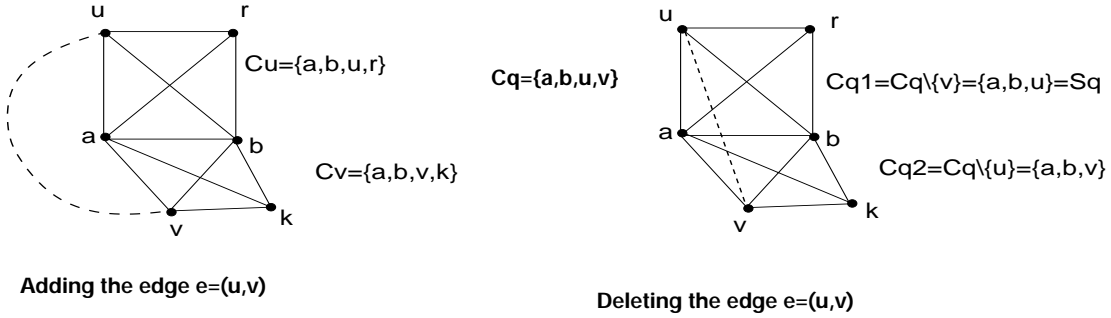 u r
Cu={a,b,u,r}
a b
Cv={a,b,v,k}
v k
Adding the edge e=(u,v)
u r
Cq={a,b,u,v}
Cq1=Cq\{v}={a,b,u}=Sq
a b
Cq2=Cq\{u}={a,b,v}
v k
Deleting the edge e=(u,v)